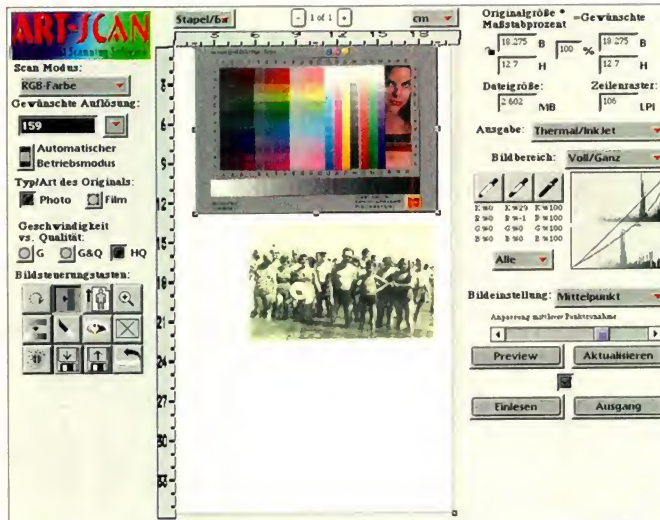 ART-SCAN
Scanning Software
Scan Modus:
RGB-Farbe
Gewünschte Auflösung:
159
Automatischer
Betriebsmodus
Typ/Art des Originals:
Photo
Film
Geschwindigkeit
vs. Qualität:
G
G&Q
HQ
Bildsteuerungstasten:
1 of 1
cm
Originalgröße *
Maßstabprozent
=Gewünschte
18.275 B
100 %
18.275 B
12.7 H
12.7 H
Dateigröße:
2.602 MB
Zeilenraster:
106 LPI
Ausgabe:
Thermal/InkJet
Bildbereich:
Voll/Ganz
Alle
Bildeinstellung:
Mittelpunkt
Preview
Aktualisieren
Einlesen
Ausgang